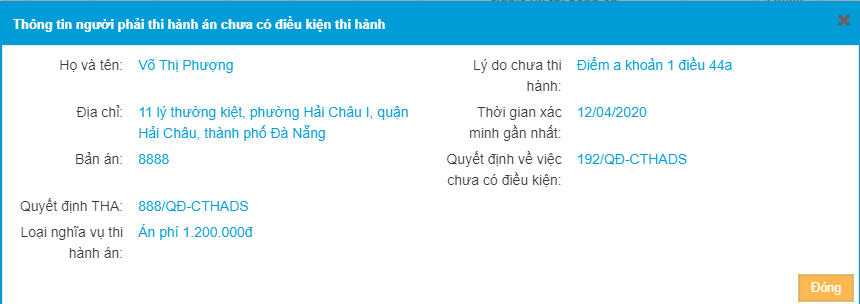 Thông tin người phải thi hành án chưa có điều kiện thi hành
Họ và tên: Võ Thị Phượng
Lý do chưa thi hành: Điểm a khoản 1 điều 44a
Địa chỉ: 11 lý thường kiệt, phường Hải Châu I, quận
Hải Châu, thành phố Đà Nẵng
Thời gian xác
minh gần nhất: 12/04/2020
Bản án: 8888
Quyết định về việc
chưa có điều kiện: 192/QĐ-CTHADS
Quyết định THA: 888/QĐ-CTHADS
Loại nghĩa vụ thi
hành án: Án phí 1.200.000đ
Đóng